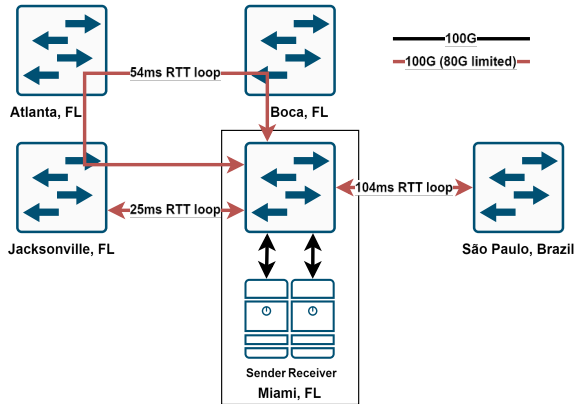 100G
54ms RTT loop
100G (80G limited)
Atlanta, FL
Boca, FL
104ms RTT loop
25ms RTT loop
Jacksonville, FL
São Paulo, Brazil
Sender Receiver
Miami, FL